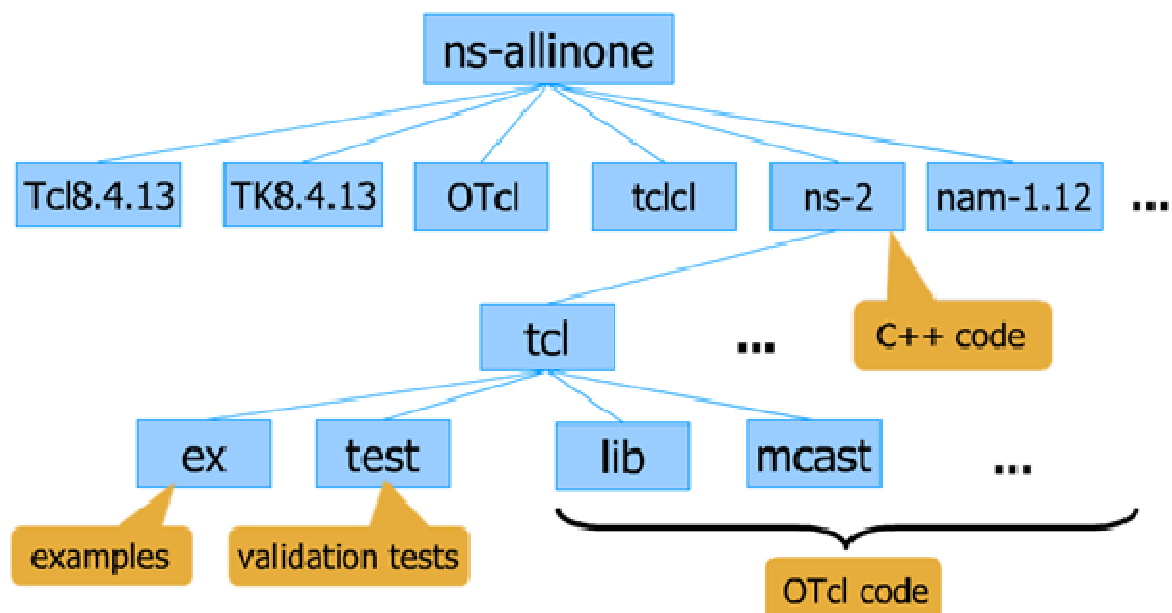 ns-allinone
Tcl8.4.13
TK8.4.13
OTcl
tclcl
ns-2
nam-1.12
...
tcl
...
C++ code
ex
test
lib
mcast
...
examples
validation tests
OTcl code